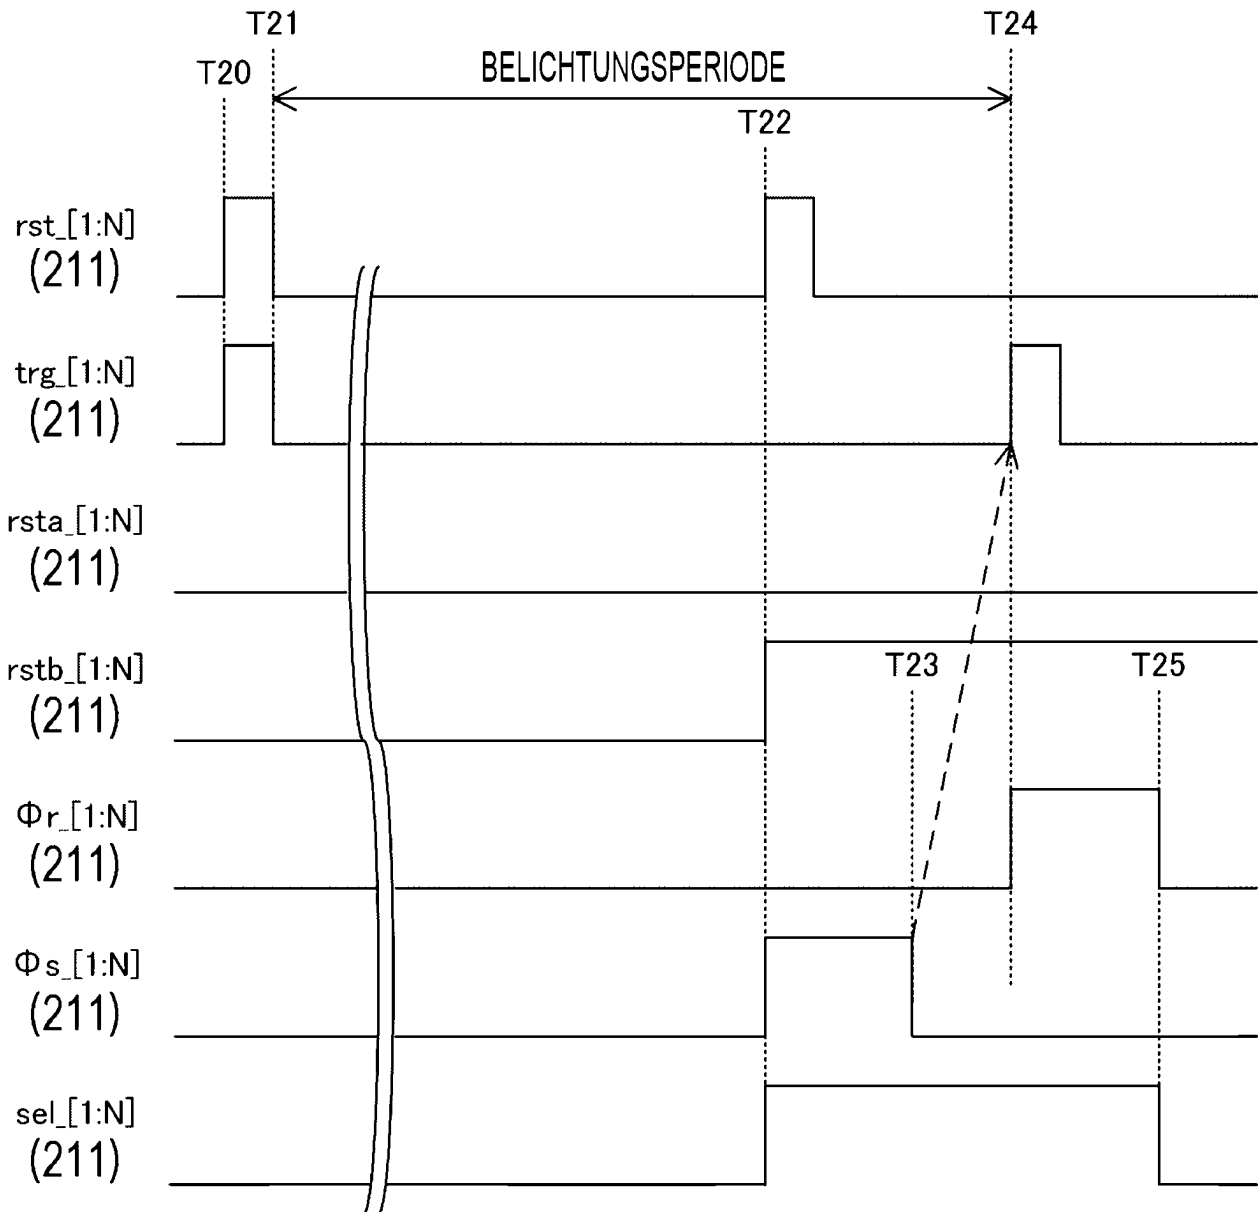 T21
T24
BELICHTUNGSPERIODE
T20
T22
rst_[1:N]
(211)
trg_[1:N]
(211)
rsta_[1:N]
(211)
rstb_[1:N]
(211)
T23
T25
Φr_[1:N]
(211)
Φs_[1:N]
(211)
sel_[1:N]
(211)